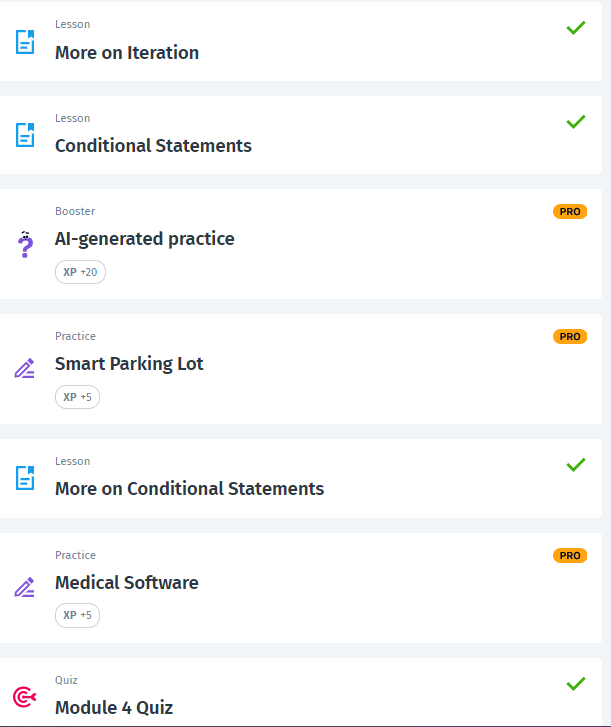 Lesson
More on Iteration
Lesson
Conditional Statements
Booster
PRO
AI-generated practice
XP +20
Practice
PRO
Smart Parking Lot
XP +5
Lesson
More on Conditional Statements
Practice
PRO
Medical Software
XP +5
Quiz
Module 4 Quiz